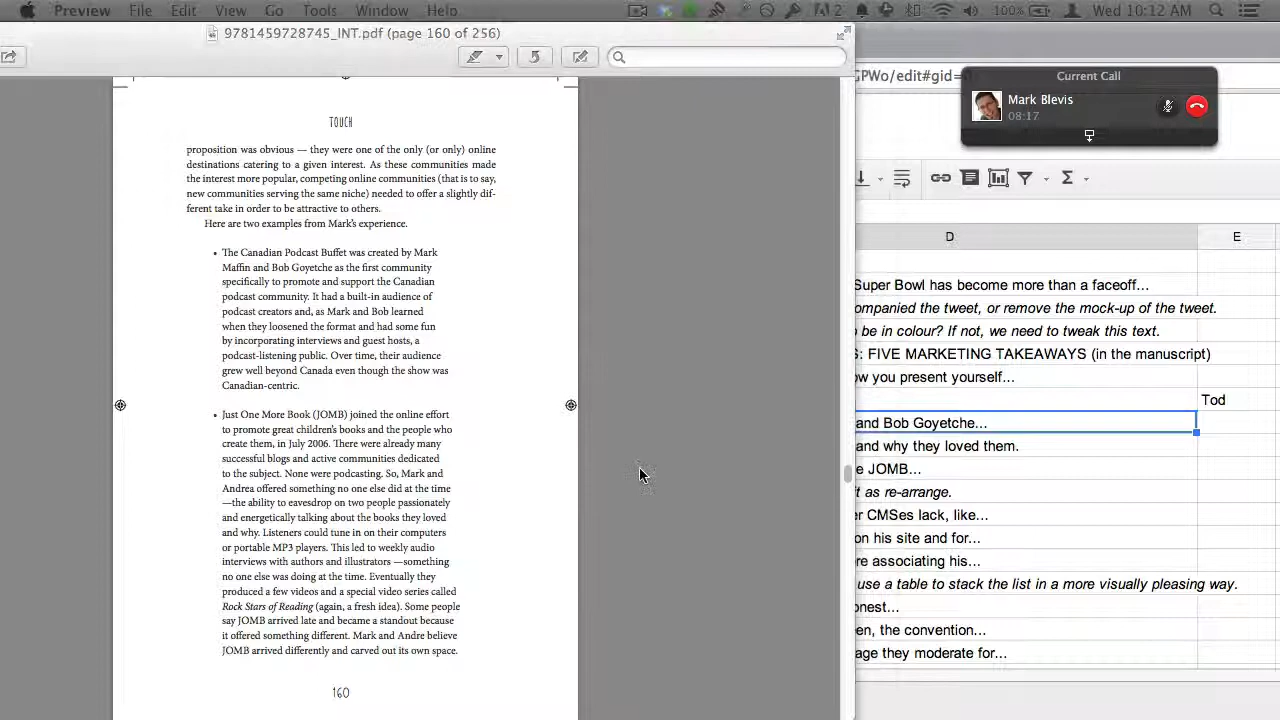 Preview File Edit View Go Tools Window Help
2 100% Wed 10:12 AM
9781459728745_INT.pdf (page 160 of 256)
GPWo/edit#gid=
Current Call
Mark Blevis
08:17
TOUCH
proposition was obvious — they were one of the only (or only) online
destinations catering to a given interest. As these communities made
the interest more popular, competing online communities (that is to say,
new communities serving the same niche) needed to offer a slightly dif-
ferent take in order to be attractive to others.
Here are two examples from Mark's experience.
• The Canadian Podcast Buffet was created by Mark
Maffin and Bob Goyetche as the first community
specifically to promote and support the Canadian
podcast community. It had a built-in audience of
podcast creators and, as Mark and Bob learned
when they loosened the format and had some fun
by incorporating interviews and guest hosts, a
podcast-listening public. Over time, their audience
grew well beyond Canada even though the show was
Canadian-centric.
• Just One More Book (JOMB) joined the online effort
to promote great children's books and the people who
create them, in July 2006. There were already many
successful blogs and active communities dedicated
to the subject. None were podcasting. So, Mark and
Andrea offered something no one else did at the time
—the ability to eavesdrop on two people passionately
and energetically talking about the books they loved
and why. Listeners could tune in on their computers
or portable MP3 players. This led to weekly audio
interviews with authors and illustrators —something
no one else was doing at the time. Eventually they
produced a few videos and a special video series called
Rock Stars of Reading (again, a fresh idea). Some people
say JOMB arrived late and became a standout because
it offered something different. Mark and Andre believe
JOMB arrived differently and carved out its own space.
160
D E
Super Bowl has become more than a faceoff...
ompanied the tweet, or remove the mock-up of the tweet.
o be in colour? If not, we need to tweak this text.
S: FIVE MARKETING TAKEAWAYS (in the manuscript)
ow you present yourself...
Tod
and Bob Goyetche...
and why they loved them.
e JOMB...
ft as re-arrange.
er CMSes lack, like...
on his site and for...
re associating his...
use a table to stack the list in a more visually pleasing way.
onest...
en, the convention...
age they moderate for...